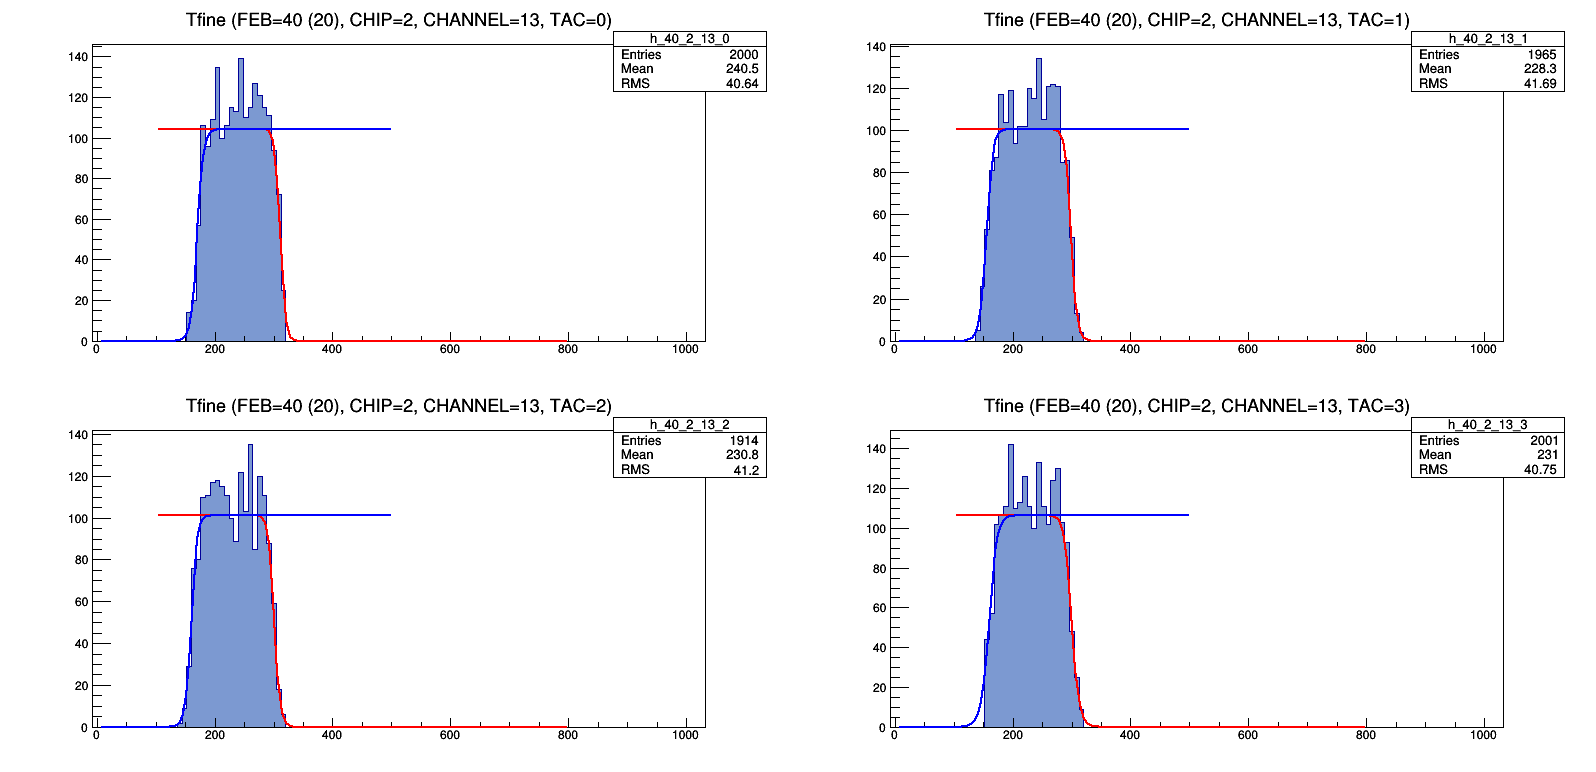 Tfine (FEB=40 (20), CHIP=2, CHANNEL=13, TAC=0)
h_40_2_13_0
Entries 2000
Mean 240.5
RMS 40.64
140
120
100
80
60
40
20
0
0 200 400 600 800 1000
Tfine (FEB=40 (20), CHIP=2, CHANNEL=13, TAC=1)
h_40_2_13_1
Entries 1965
Mean 228.3
RMS 41.69
140
120
100
80
60
40
20
0
0 200 400 600 800 1000
Tfine (FEB=40 (20), CHIP=2, CHANNEL=13, TAC=2)
h_40_2_13_2
Entries 1914
Mean 230.8
RMS 41.2
140
120
100
80
60
40
20
0
0 200 400 600 800 1000
Tfine (FEB=40 (20), CHIP=2, CHANNEL=13, TAC=3)
h_40_2_13_3
Entries 2001
Mean 231
RMS 40.75
140
120
100
80
60
40
20
0
0 200 400 600 800 1000